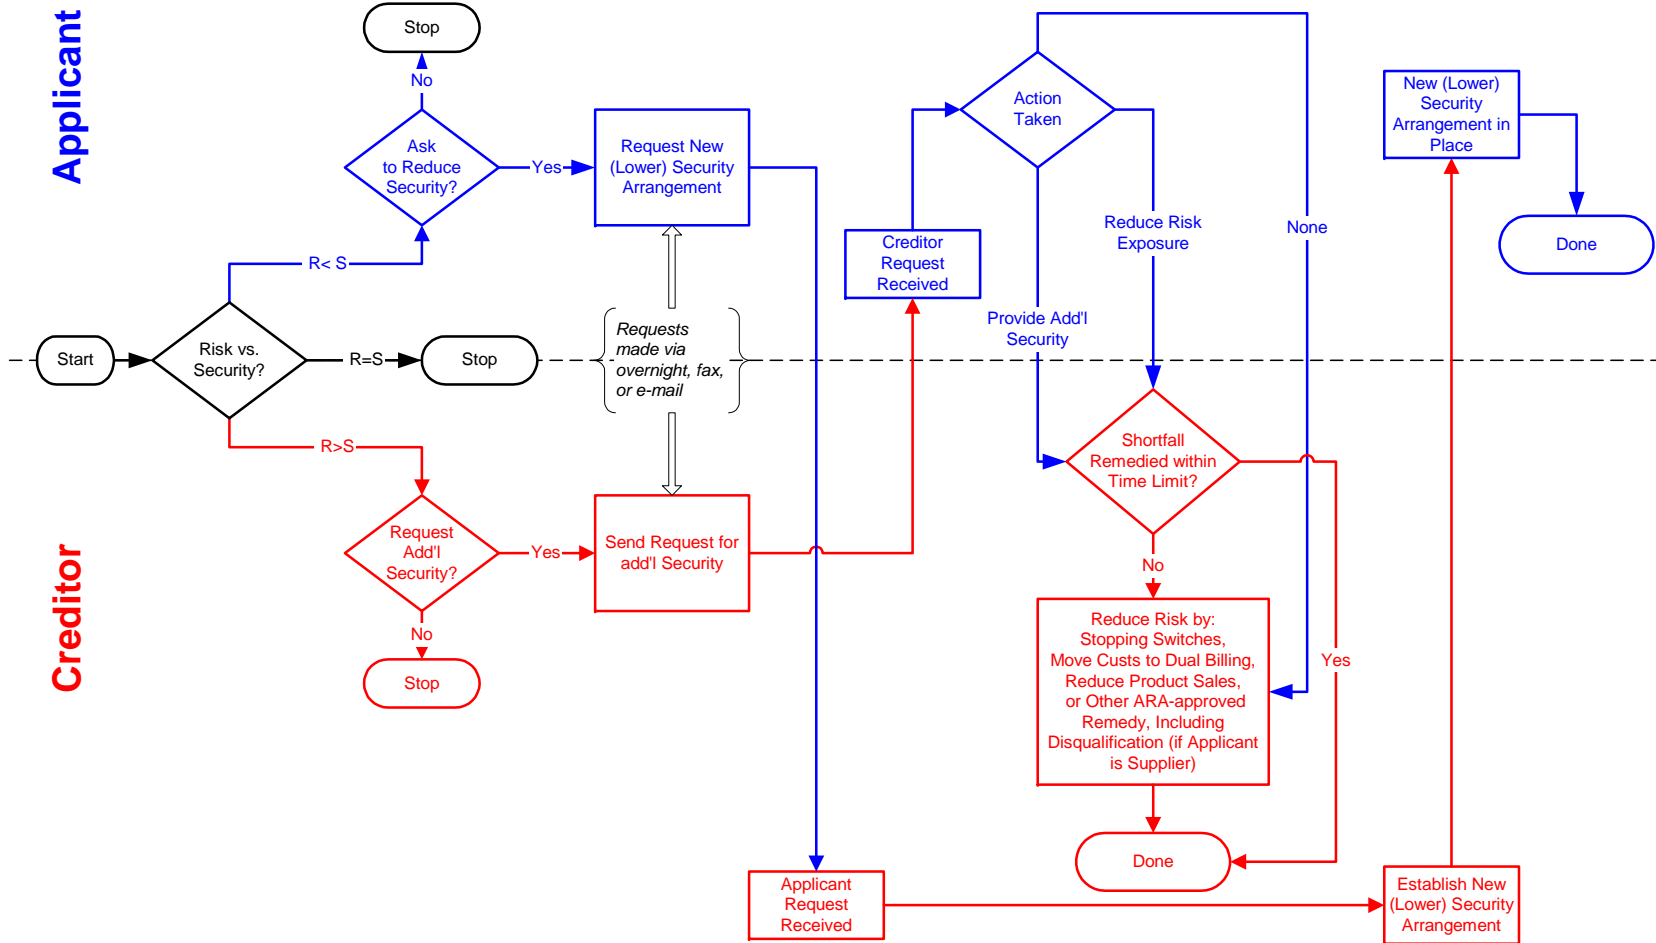 Applicant
Creditor
Stop
No
Ask
to Reduce
Security?
Yes
Request New
(Lower) Security
Arrangement
R< S
Start
Risk vs.
Security?
R=S
Stop
Requests
made via
overnight, fax,
or e-mail
R>S
Request
Add'l
Security?
Yes
Send Request for
add'l Security
No
Stop
Creditor
Request
Received
Action
Taken
Reduce Risk
Exposure
None
Provide Add'l
Security
Shortfall
Remedied within
Time Limit?
No
Yes
Reduce Risk by:
Stopping Switches,
Move Custs to Dual Billing,
Reduce Product Sales,
or Other ARA-approved
Remedy, Including
Disqualification (if Applicant
is Supplier)
Done
Applicant
Request
Received
Establish New
(Lower) Security
Arrangement
New (Lower)
Security
Arrangement in
Place
Done